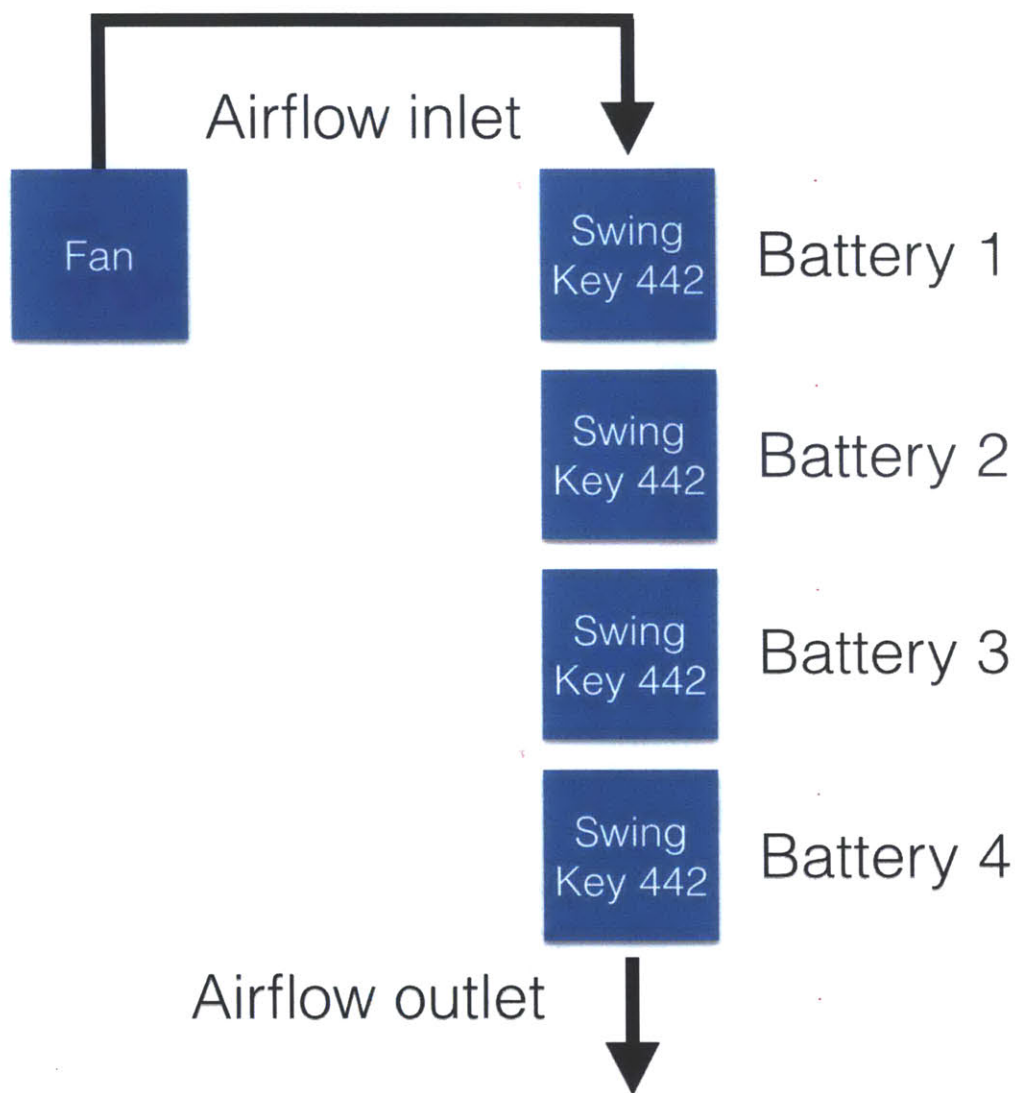 Airflow inlet
Fan
Swing
Key 442
Battery 1
Swing
Key 442
Battery 2
Swing
Key 442
Battery 3
Swing
Key 442
Battery 4
Airflow outlet